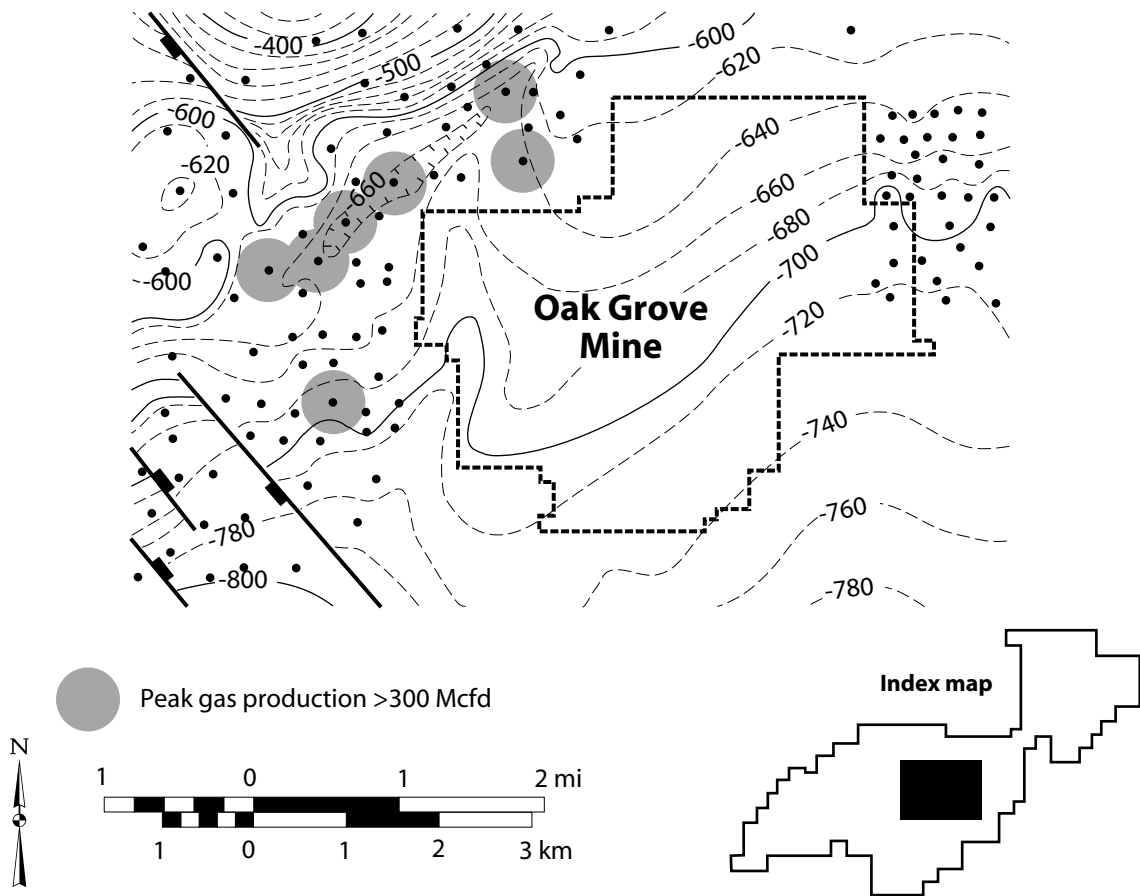 -400
-600
-500
-620
-600
-640
-620
-660
-660
-680
-700
-600
Oak Grove
Mine
-720
-740
-760
-780
-800
-780
Peak gas production >300 Mcfd
Index map
N
1 0 1 2 mi
1 0 1 2 3 km